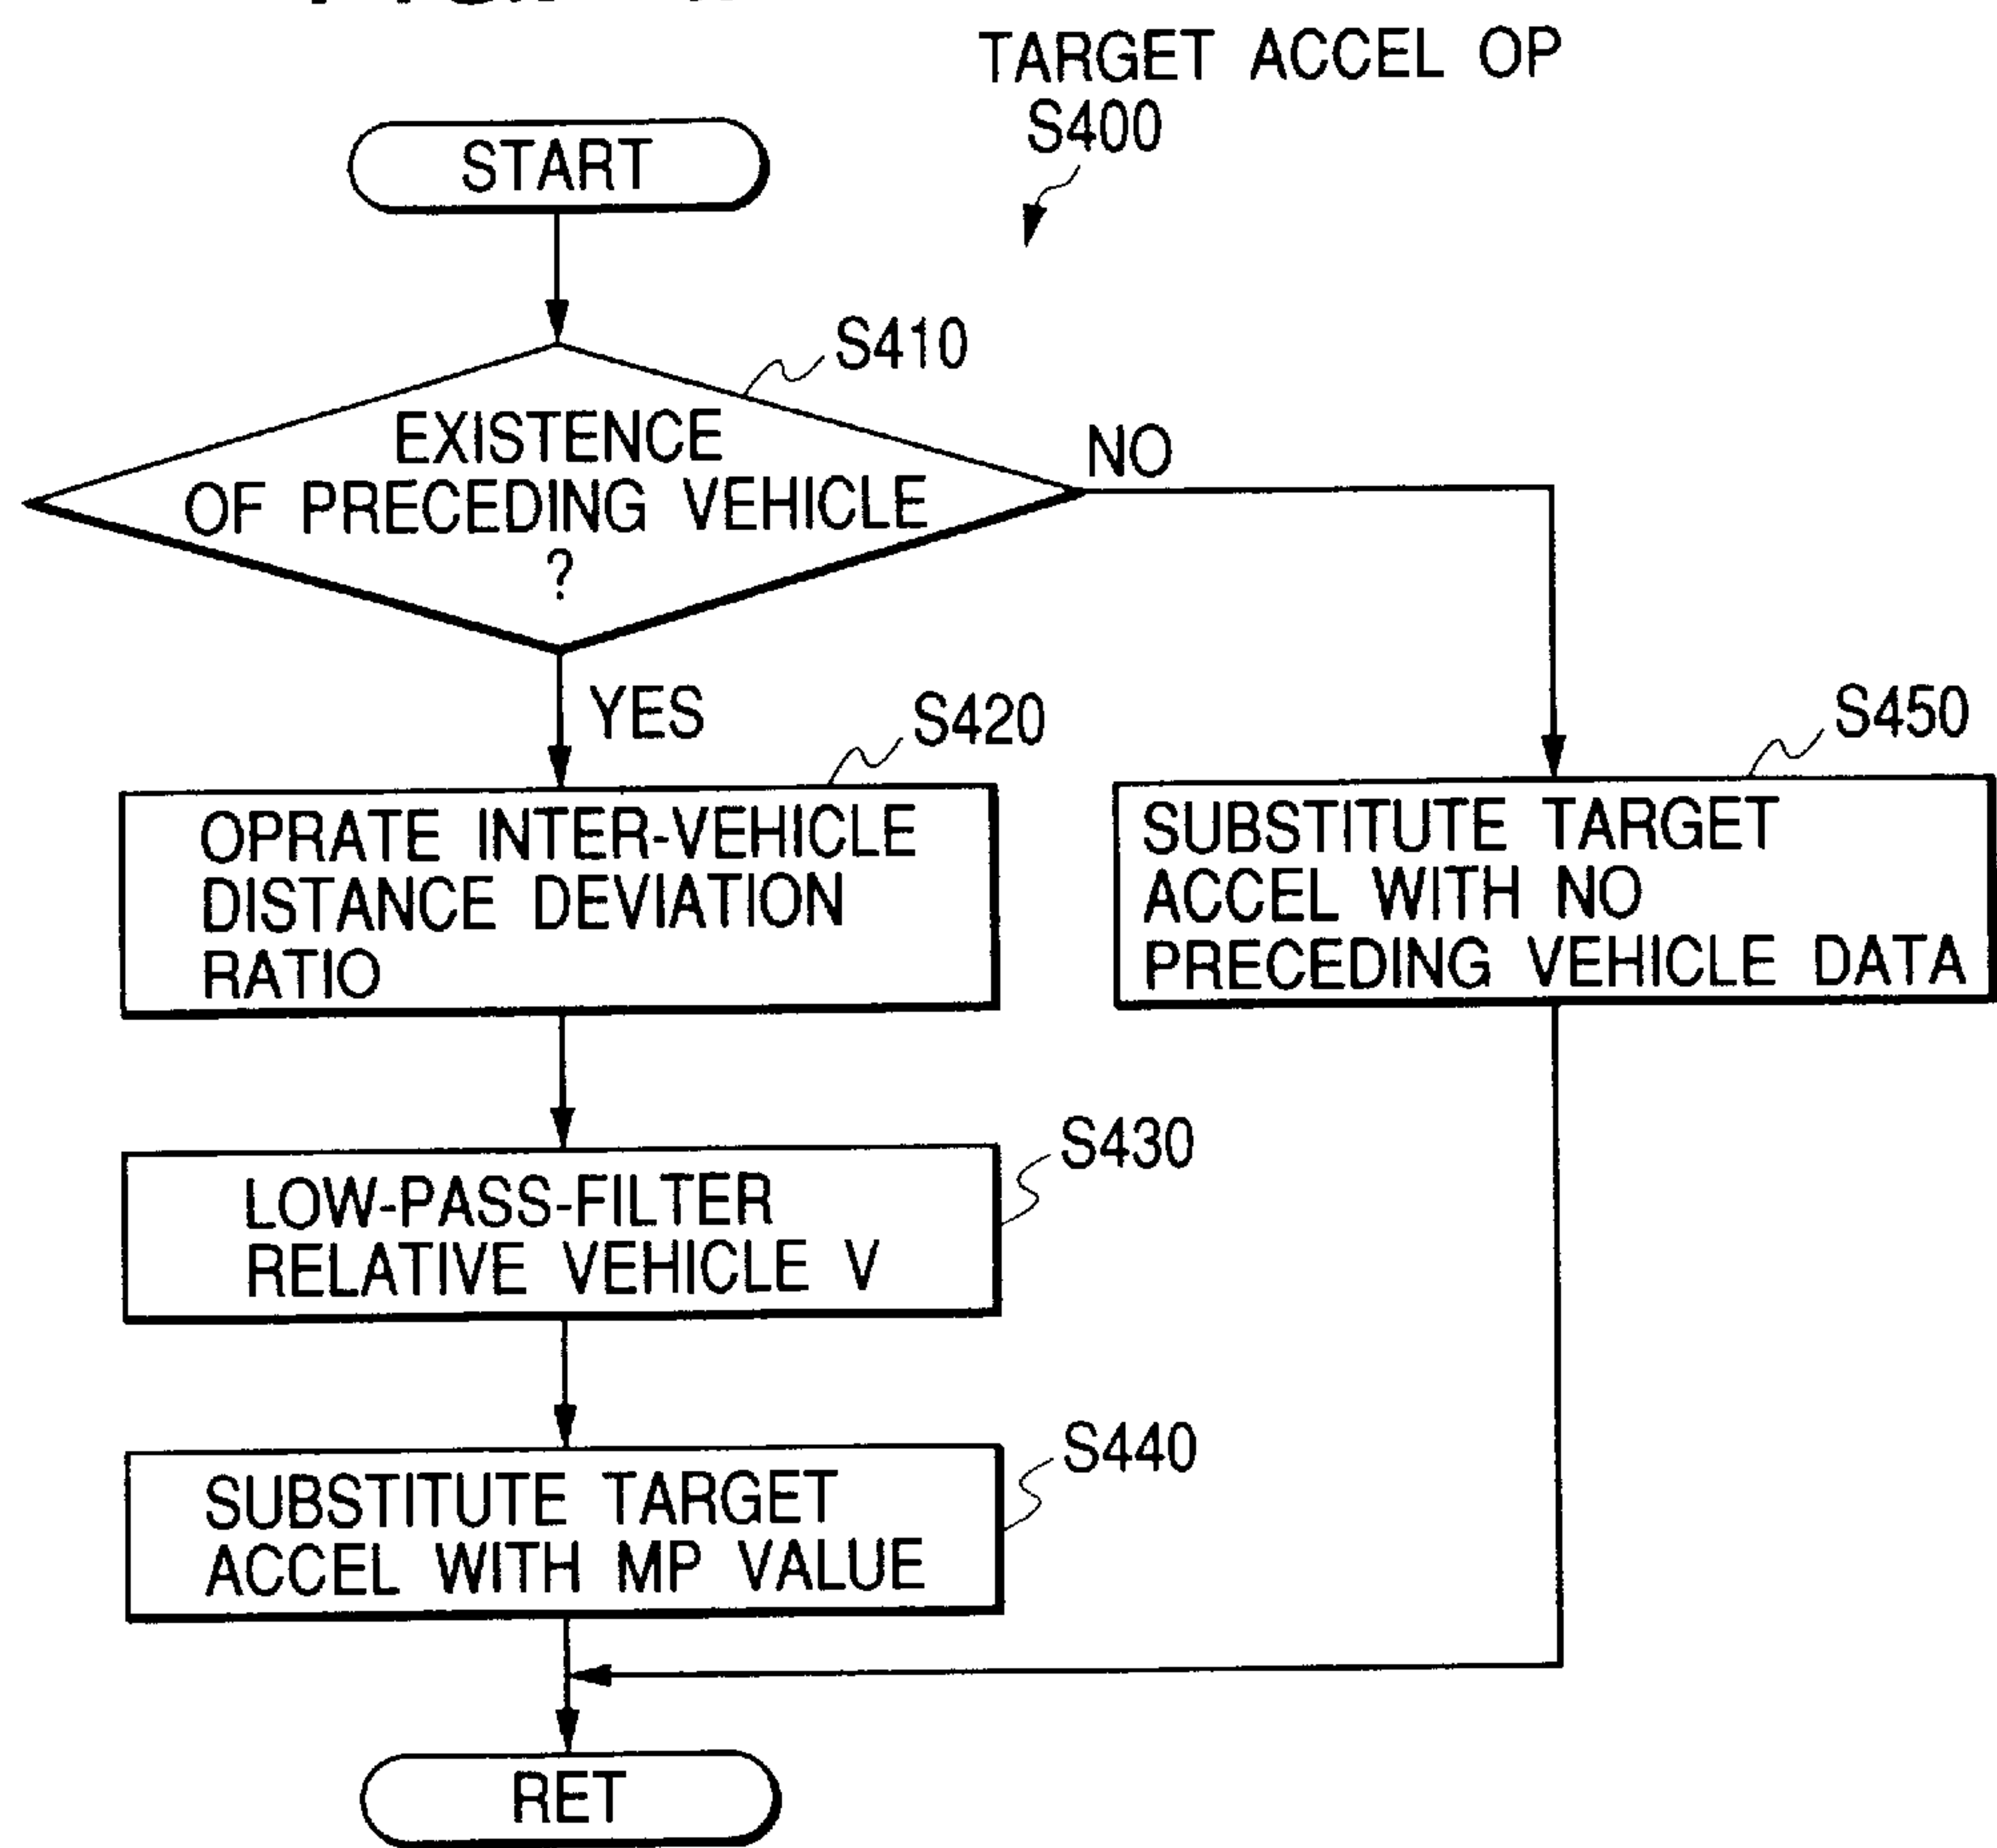 TARGET ACCEL OP
S400
START
S410
EXISTENCE
OF PRECEDING VEHICLE
?
NO
YES
S420
OPRATE INTER-VEHICLE
DISTANCE DEVIATION
RATIO
S450
SUBSTITUTE TARGET
ACCEL WITH NO
PRECEDING VEHICLE DATA
S430
LOW-PASS-FILTER
RELATIVE VEHICLE V
S440
SUBSTITUTE TARGET
ACCEL WITH MP VALUE
RET